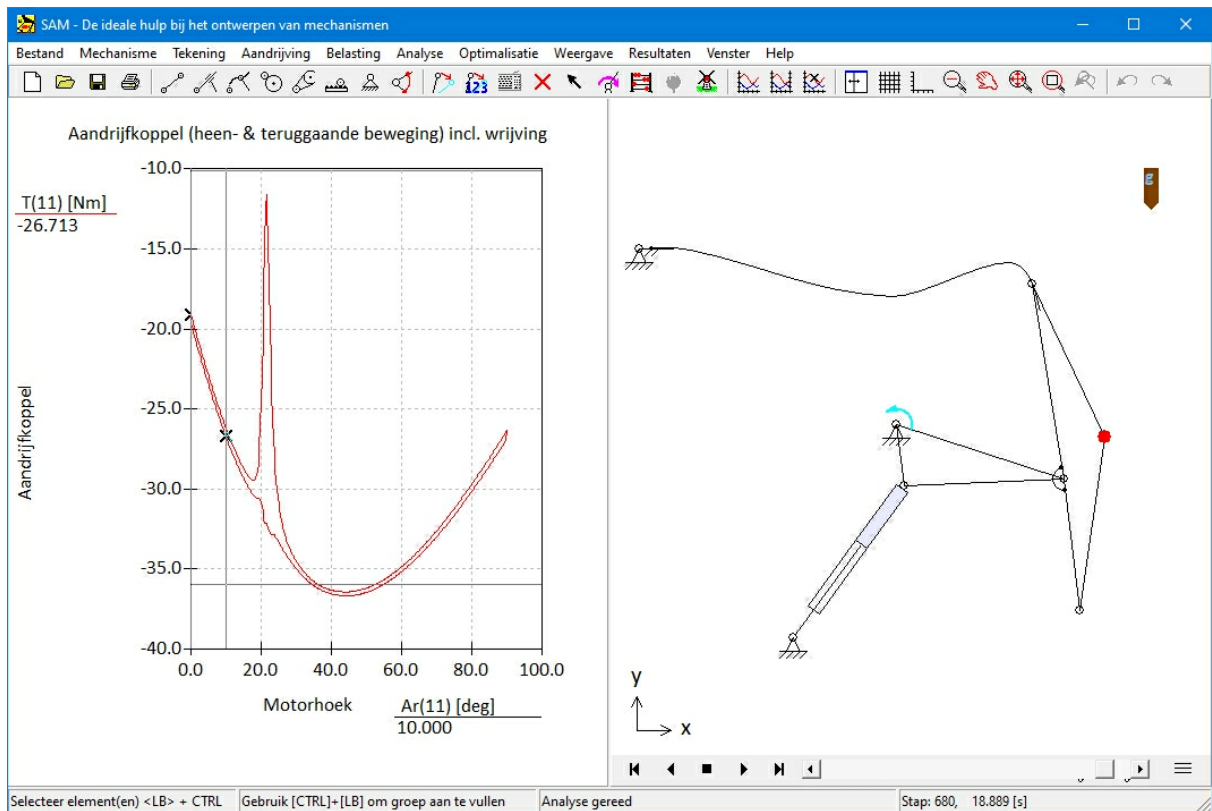 SAM - De ideale hulp bij het ontwerpen van mechanismen
Bestand Mechanisme Tekening Aandrijving Belasting Analyse Optimalisatie Weergave Resultaten Venster Help
123
Aandrijfkoppel (heen- & teruggaande beweging) incl. wrijving
T(11) [Nm]
-26.713
-10.0
-15.0
-20.0
-25.0
-30.0
-35.0
-40.0
Aandrijfkoppel
0.0 20.0 40.0 60.0 80.0 100.0
Motorhoek
Ar(11) [deg]
10.000
g
y
x
Selecteer element(en) <LB> + CTRL
Gebruik [CTRL]+[LB] om groep aan te vullen
Analyse gereed
Stap: 680, 18.889 [s]